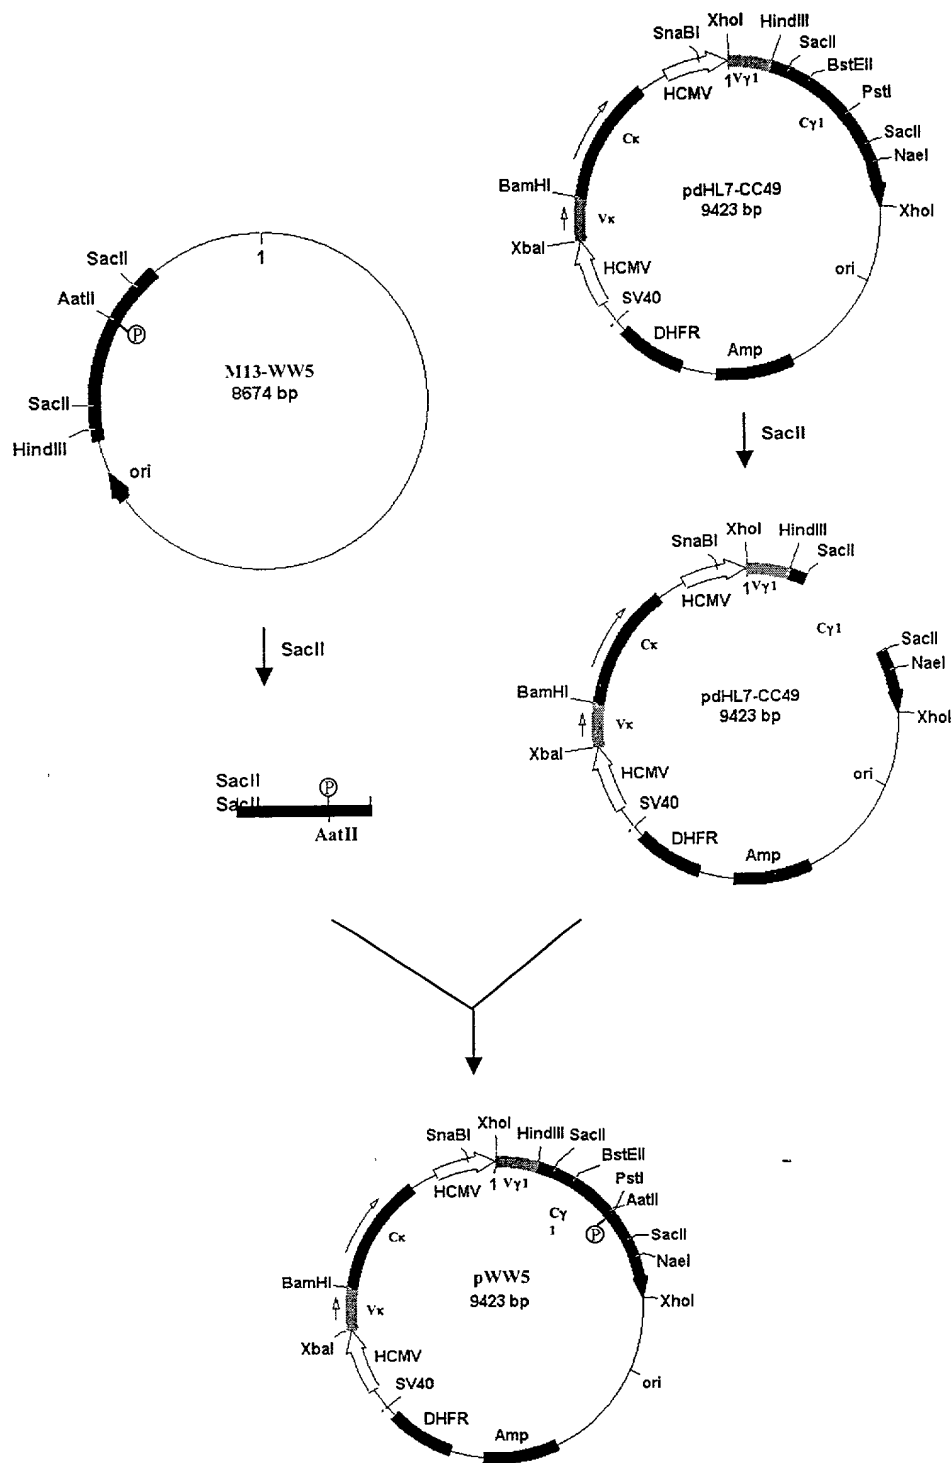 XhoI
HindIII
SnaBI
SacII
BstEII
HCMV
1
Vγ1
PstI
Cγ1
Cκ
SacII
NaeI
BamHI
pdHL7-CC49
9423 bp
XhoI
Vκ
XbaI
HCMV
ori
SV40
DHFR
Amp
1
SacII
AatII
P
M13-WW5
8674 bp
SacII
HindIII
ori
SacII
SacII
XhoI
HindIII
SnaBI
SacII
HCMV
1
Vγ1
Cγ1
Cκ
SacII
NaeI
BamHI
pdHL7-CC49
9423 bp
XhoI
Vκ
XbaI
HCMV
ori
SV40
DHFR
Amp
SacII
SacII
P
AatII
XhoI
HindIII
SacII
SnaBI
BstEII
HCMV
1
Vγ1
PstI
AatII
Cγ
1
P
Cκ
SacII
NaeI
BamHI
pWW5
9423 bp
XhoI
Vκ
XbaI
HCMV
SV40
ori
DHFR
Amp